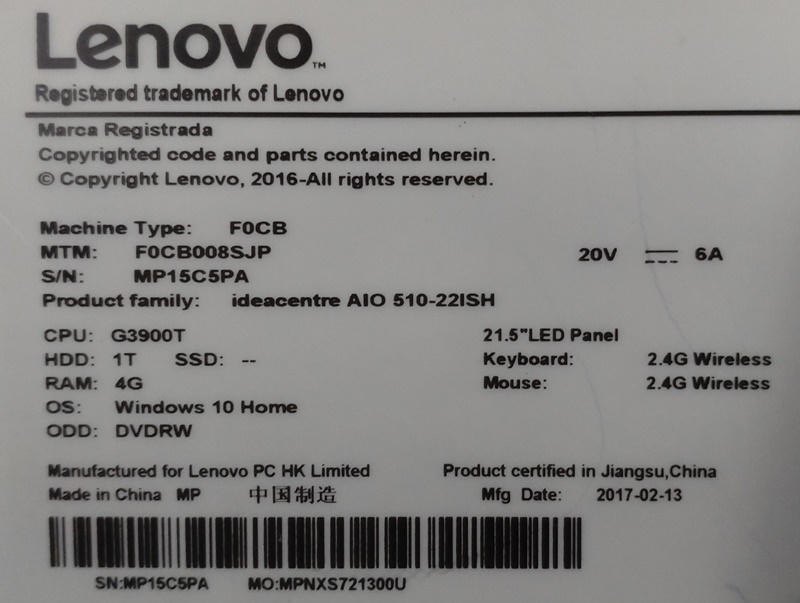 Lenovo™
Registered trademark of Lenovo
Marca Registrada
Copyrighted code and parts contained herein.
© Copyright Lenovo, 2016-All rights reserved.
Machine Type: F0CB
MTM: F0CB008SJP
20V ⎓ 6A
S/N: MP15C5PA
Product family: ideacentre AIO 510-22ISH
CPU: G3900T
21.5"LED Panel
HDD: 1T SSD: --
Keyboard: 2.4G Wireless
RAM: 4G
Mouse: 2.4G Wireless
OS: Windows 10 Home
ODD: DVDRW
Manufactured for Lenovo PC HK Limited
Product certified in Jiangsu,China
Made in China MP 中国制造
Mfg Date: 2017-02-13
SN:MP15C5PA MO:MPNXS721300U